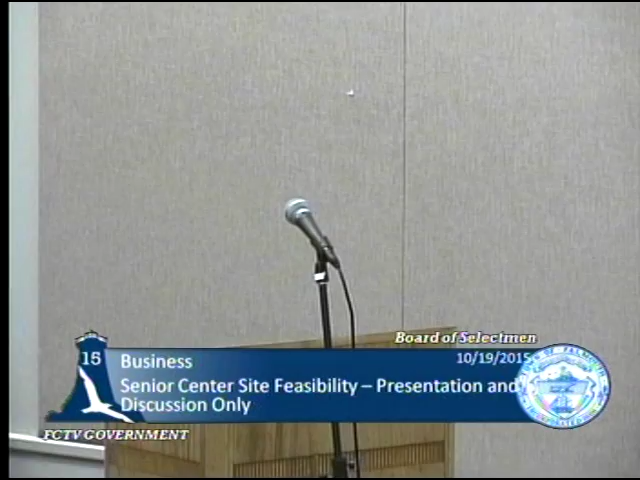 Board of Selectmen
15
Business
10/19/2015
Senior Center Site Feasibility – Presentation and
Discussion Only
FCTV GOVERNMENT